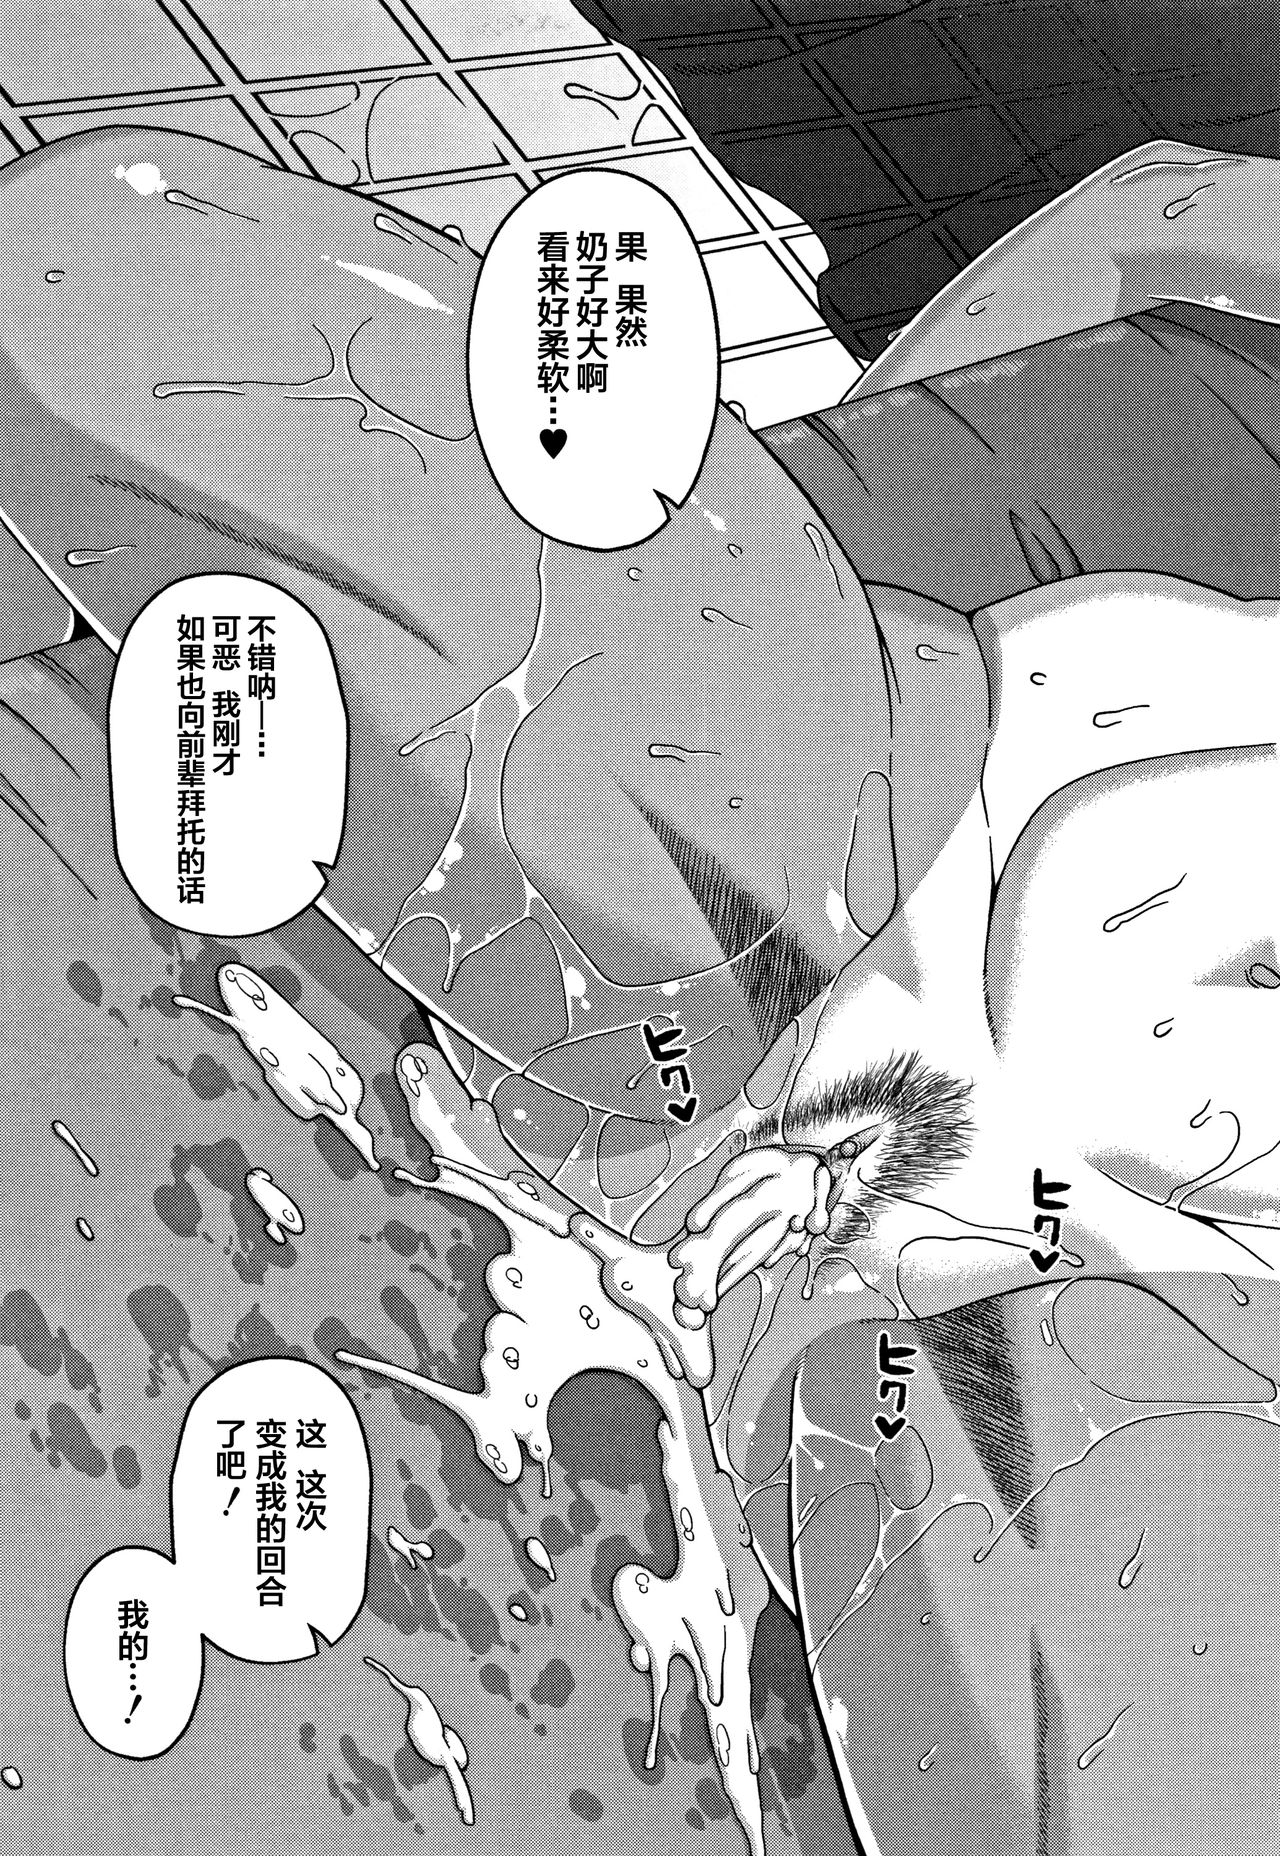 果 果然
奶子好大啊
看来好柔软…♥
不错呐—…
可恶 我刚才
如果也向前辈拜托的话
ヒク♥
ヒク♥
ヒク♥
这 这次
变成我的回合
了吧！
我的…！